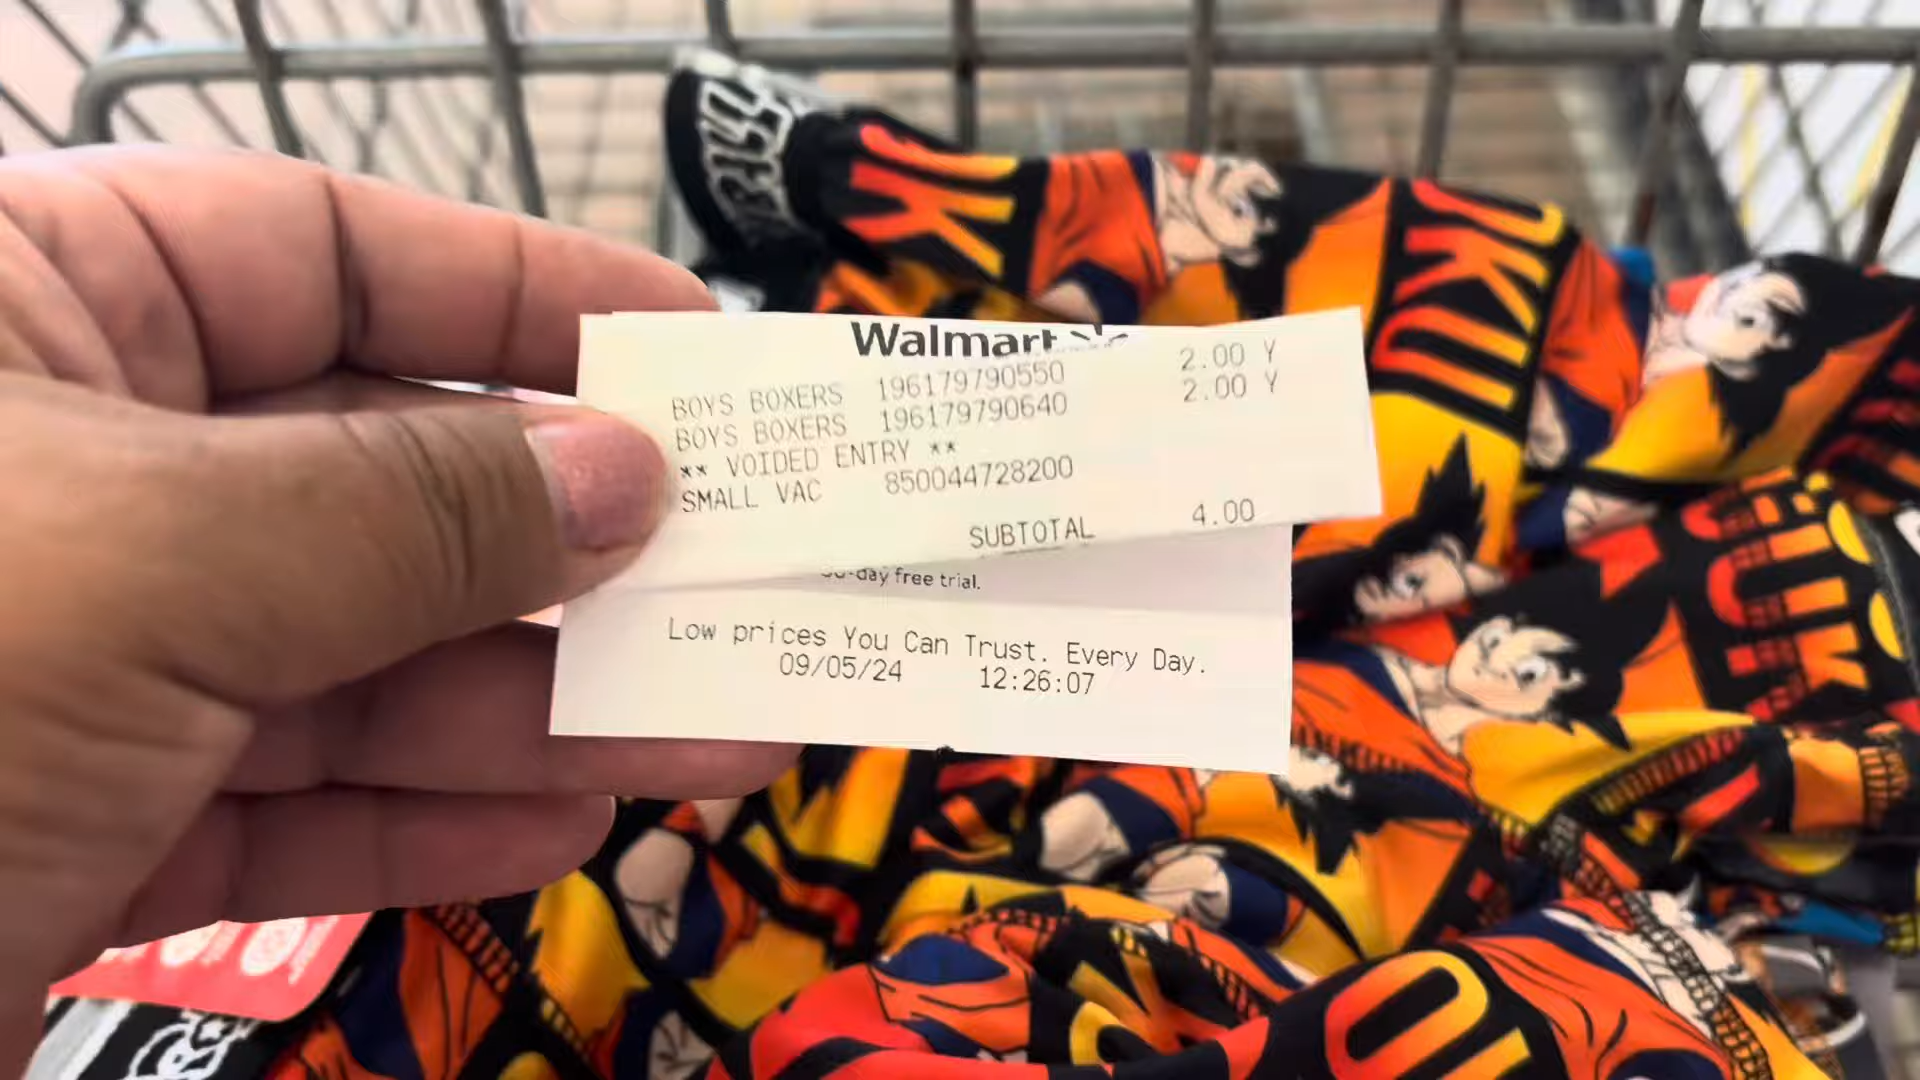 Walmart
BOYS BOXERS 196179790550 2.00 Y
BOYS BOXERS 196179790640 2.00 Y
** VOIDED ENTRY **
SMALL VAC 850044728200
SUBTOTAL 4.00
day free trial.
Low prices You Can Trust. Every Day.
09/05/24 12:26:07
OKU